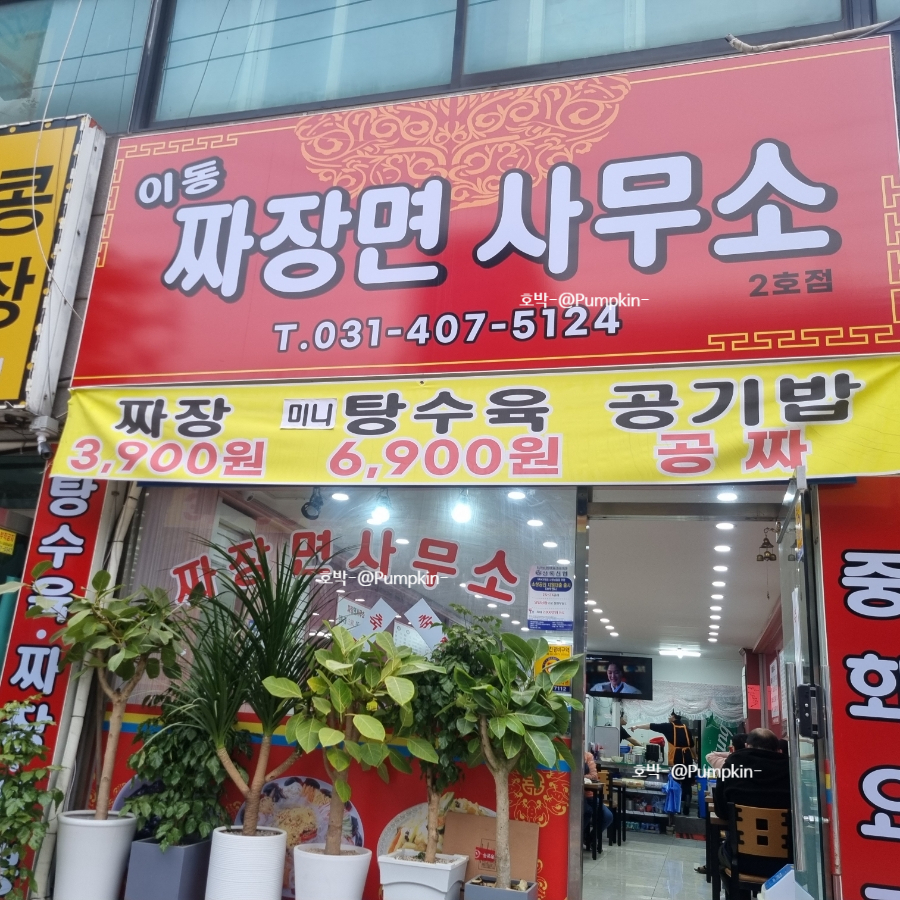 이동
짜장면 사무소
2호점
T.031-407-5124
호박-@Pumpkin-
짜장 미니 탕수육 공기밥
3,900원 6,900원 공짜
콩
장
탕수육·짜장
짜장면사무소
호박-@Pumpkin-
호박-@Pumpkin-
중화요